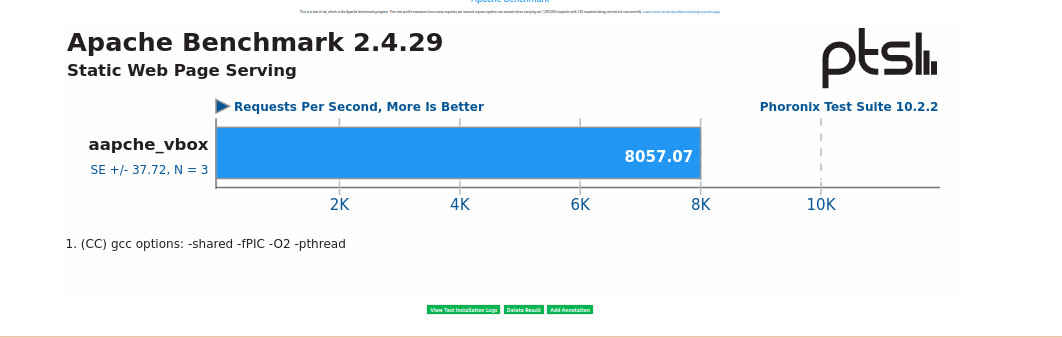 Apache Benchmark
This is a test of ab, which is the Apache benchmark program. This test profile measures how many requests per second a given system can sustain when carrying out 1,000,000 requests with 100 requests being carried out concurrently.
Apache Benchmark 2.4.29
Static Web Page Serving
ptsl
Requests Per Second, More Is Better
Phoronix Test Suite 10.2.2
aapche_vbox
SE +/- 37.72, N = 3
8057.07
2K 4K 6K 8K 10K
1. (CC) gcc options: -shared -fPIC -O2 -pthread
View Test Installation Logs Delete Result Add Annotation